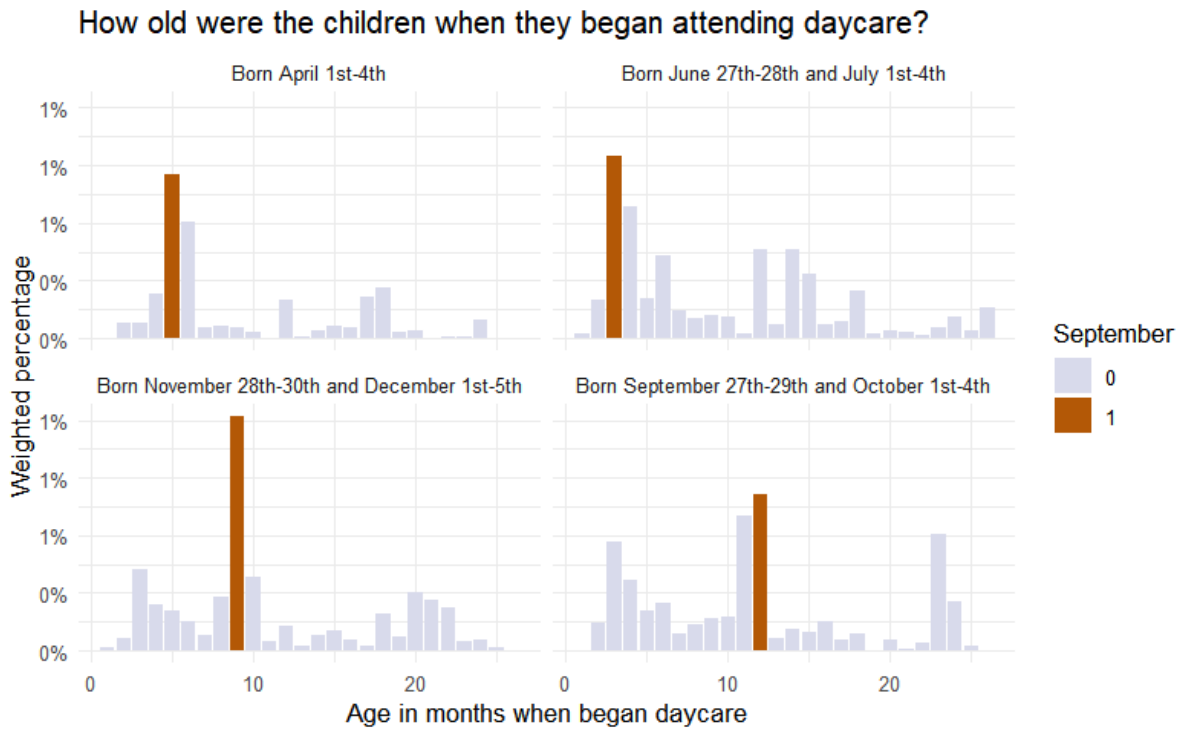 How old were the children when they began attending daycare?
Born April 1st-4th
Born June 27th-28th and July 1st-4th
1%
1%
1%
0%
0%
Born November 28th-30th and December 1st-5th
Born September 27th-29th and October 1st-4th
1%
1%
1%
0%
0%
Weighted percentage
0
10
20
0
10
20
Age in months when began daycare
September
0
1